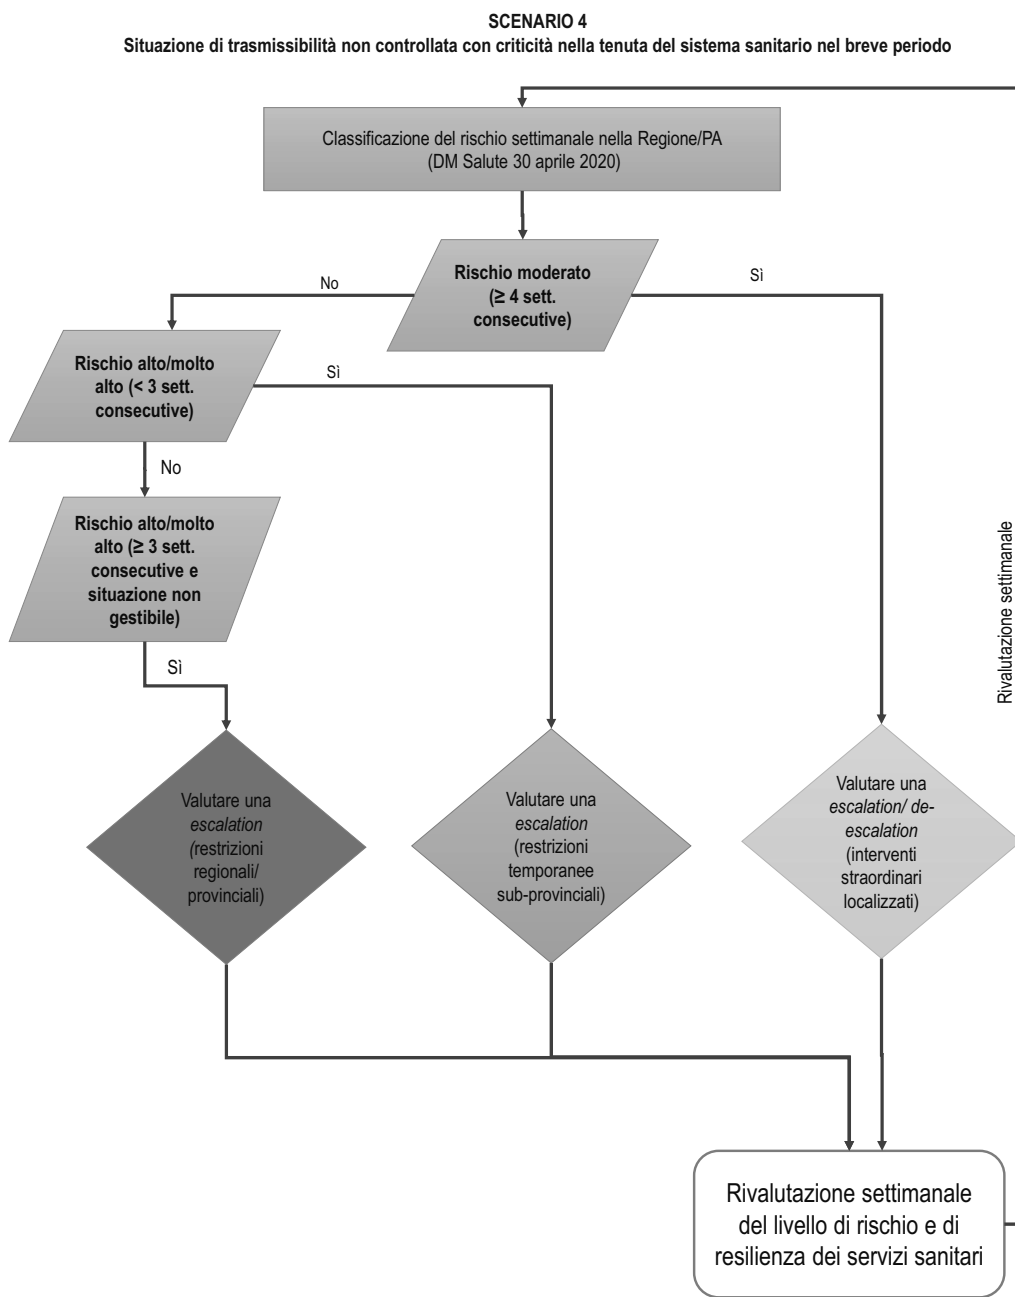 SCENARIO 4
Situazione di trasmissibilità non controllata con criticità nella tenuta del sistema sanitario nel breve periodo
Classificazione del rischio settimanale nella Regione/PA
(DM Salute 30 aprile 2020)
Rischio moderato
(≥ 4 sett.
consecutive)
No
Sì
Rischio alto/molto
alto (< 3 sett.
consecutive)
Sì
No
Rischio alto/molto
alto (≥ 3 sett.
consecutive e
situazione non
gestibile)
Sì
Rivalutazione settimanale
Valutare una
escalation
(restrizioni
regionali/
provinciali)
Valutare una
escalation
(restrizioni
temporanee
sub-provinciali)
Valutare una
escalation/ de-
escalation
(interventi
straordinari
localizzati)
Rivalutazione settimanale
del livello di rischio e di
resilienza dei servizi sanitari